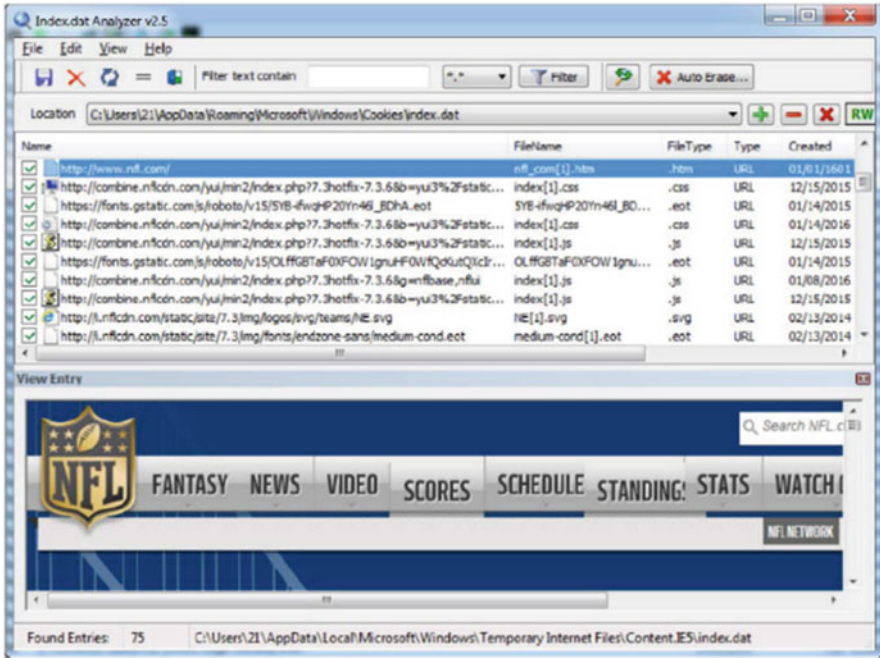 Index.dat Analyzer v2.5
File Edit View Help
Filter text contain *.* Filter Auto Erase...
Location C:\Users\21\AppData\Roaming\Microsoft\Windows\Cookies\index.dat RW
Name FileName FileType Type Created
http://www.nfl.com/ nfl_com[1].htm .htm URL 01/01/1601
http://combine.nflcdn.com/yui/min2/index.php?7.3hotfix-7.3.6&b=yui3%2Fstatic... index[1].css .css URL 12/15/2015
https://fonts.gstatic.com/s/roboto/v15/ .eot URL 01/14/2015
http://combine.nflcdn.com/yui/min2/index.php?7.3hotfix-7.3.6&b=yui3%2Fstatic... index[1].css .css URL 01/14/2016
http://combine.nflcdn.com/yui/min2/index.php?7.3hotfix-7.3.6&b=yui3%2Fstatic... index[1].js .js URL 12/15/2015
https://fonts.gstatic.com/s/roboto/v15/ .eot URL 01/14/2015
http://combine.nflcdn.com/yui/min2/index.php?7.3hotfix-7.3.6&g=nflbase,nflui index[1].js .js URL 01/08/2016
http://combine.nflcdn.com/yui/min2/index.php?7.3hotfix-7.3.6&b=yui3%2Fstatic... index[1].js .js URL 12/15/2015
http://i.nflcdn.com/static/site/7.3/img/logos/svg/teams/NE.svg NE[1].svg .svg URL 02/13/2014
http://i.nflcdn.com/static/site/7.3/img/fonts/endzone-sans/medium-cond.eot medium-cond[1].eot .eot URL 02/13/2014
View Entry
Search NFL.c
NFL FANTASY NEWS VIDEO SCORES SCHEDULE STANDINGS STATS WATCH
NFL NETWORK
Found Entries: 75 C:\Users\21\AppData\Local\Microsoft\Windows\Temporary Internet Files\Content.IE5\index.dat